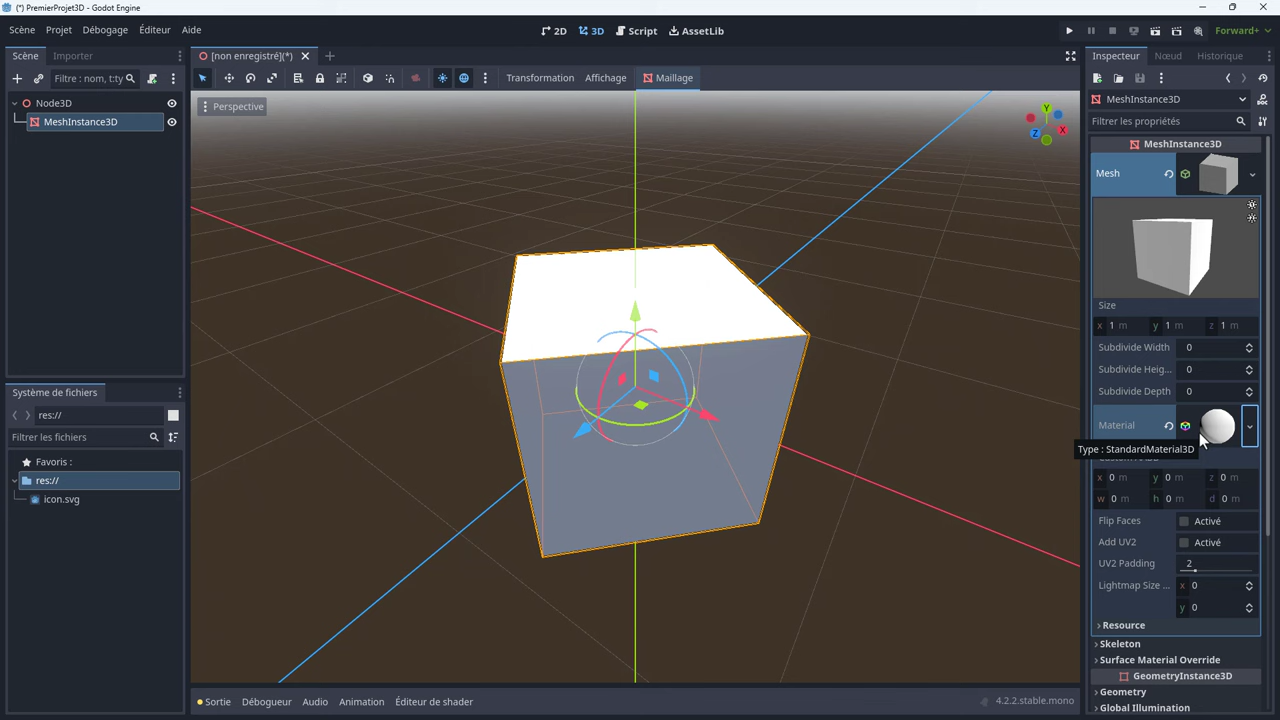 (*) PremierProjet3D - Godot Engine
Scène Projet Débogage Éditeur Aide
2D 3D Script AssetLib
Forward+
Scène Importer
Filtre : nom, t:ty
Node3D
MeshInstance3D
Système de fichiers
res://
Filtrer les fichiers
Favoris :
res://
icon.svg
[non enregistré](*)
Transformation Affichage Maillage
Perspective
Y
X
Z
Sortie Débogueur Audio Animation Éditeur de shader
4.2.2.stable.mono
Inspecteur Nœud Historique
MeshInstance3D
Filtrer les propriétés
MeshInstance3D
Mesh
Size
x 1 m y 1 m z 1 m
Subdivide Width 0
Subdivide Heig... 0
Subdivide Depth 0
Material
Type : StandardMaterial3D
x 0 m y 0 m z 0 m
w 0 m h 0 m d 0 m
Flip Faces Activé
Add UV2 Activé
UV2 Padding 2
Lightmap Size ... x 0
y 0
Resource
Skeleton
Surface Material Override
GeometryInstance3D
Geometry
Global Illumination